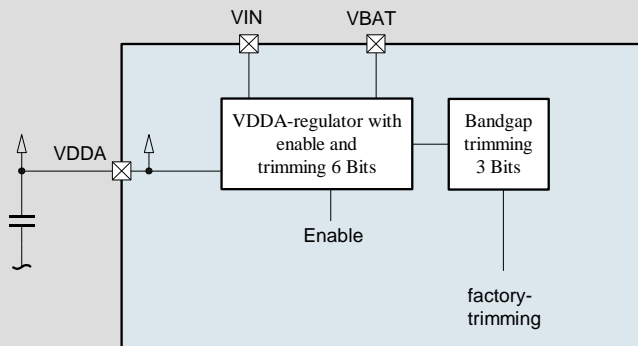 VIN
VBAT
VDDA
VDDA-regulator with
enable and
trimming 6 Bits
Bandgap
trimming
3 Bits
Enable
factory-
trimming